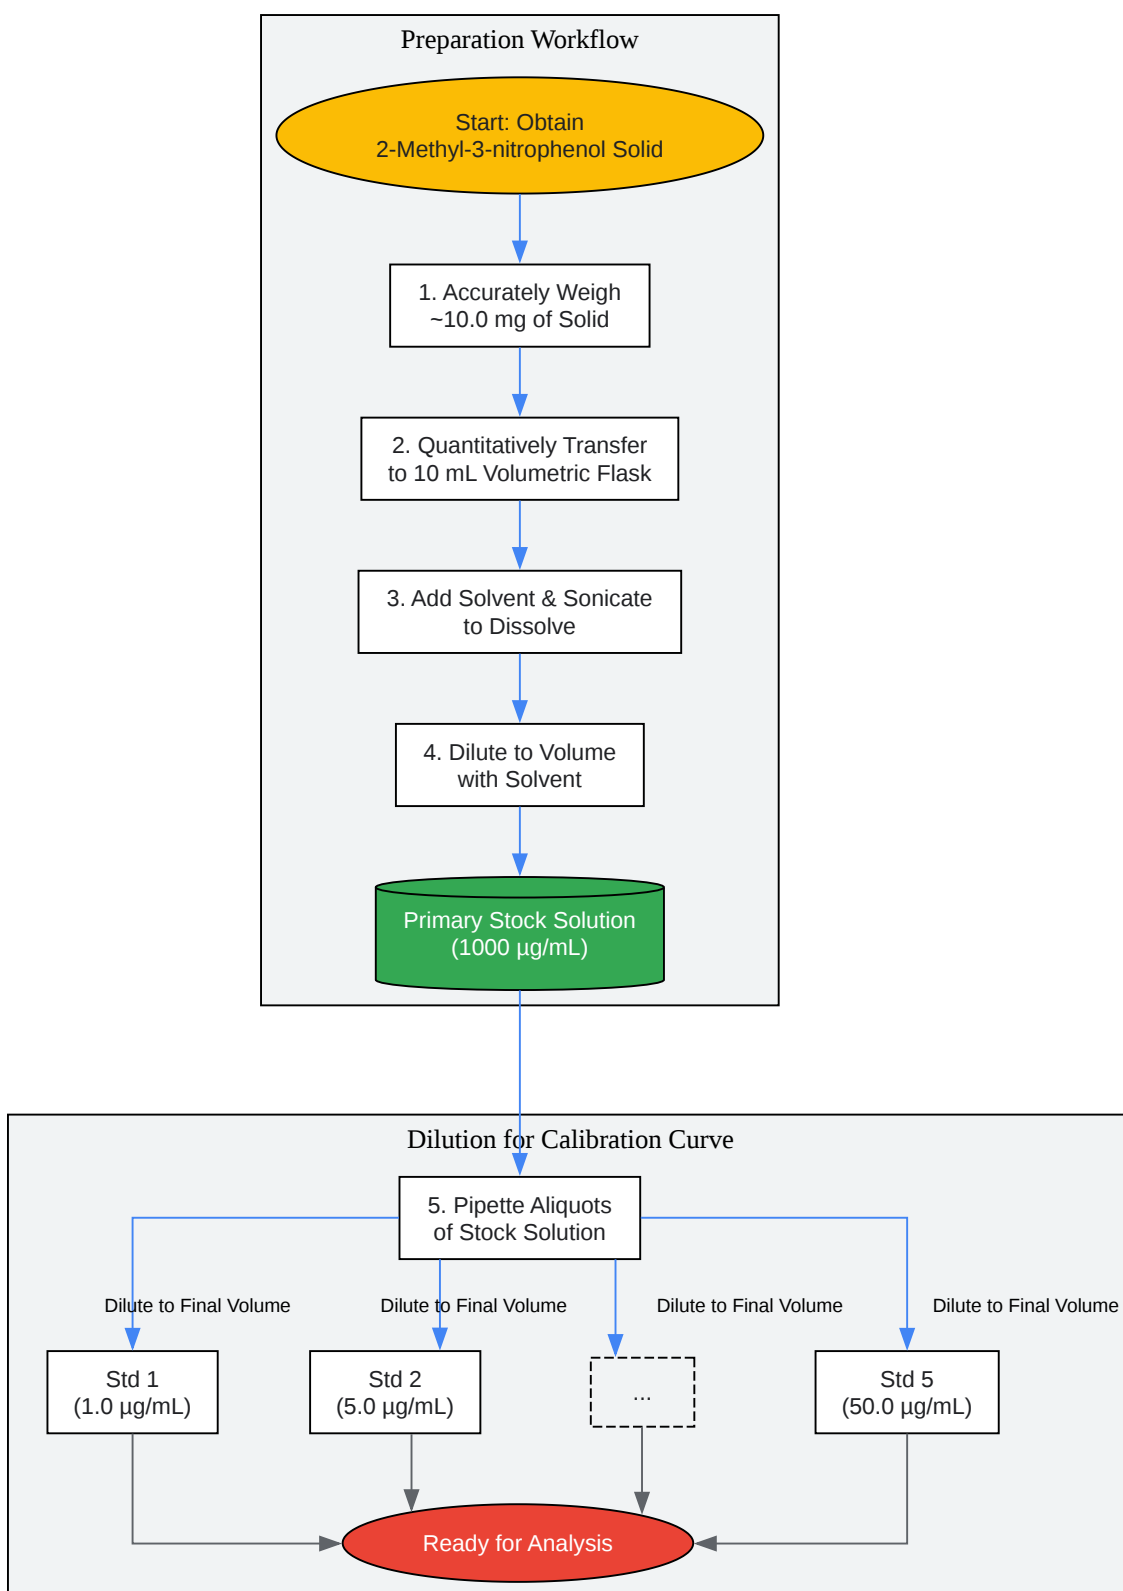 Preparation Workflow
Start: Obtain
2-Methyl-3-nitrophenol Solid
1. Accurately Weigh
~10.0 mg of Solid
2. Quantitatively Transfer
to 10 mL Volumetric Flask
3. Add Solvent & Sonicate
to Dissolve
4. Dilute to Volume
with Solvent
Primary Stock Solution
(1000 µg/mL)
Dilution for Calibration Curve
5. Pipette Aliquots
of Stock Solution
Dilute to Final Volume
Dilute to Final Volume
Dilute to Final Volume
Dilute to Final Volume
Std 1
(1.0 µg/mL)
Std 2
(5.0 µg/mL)
...
Std 5
(50.0 µg/mL)
Ready for Analysis